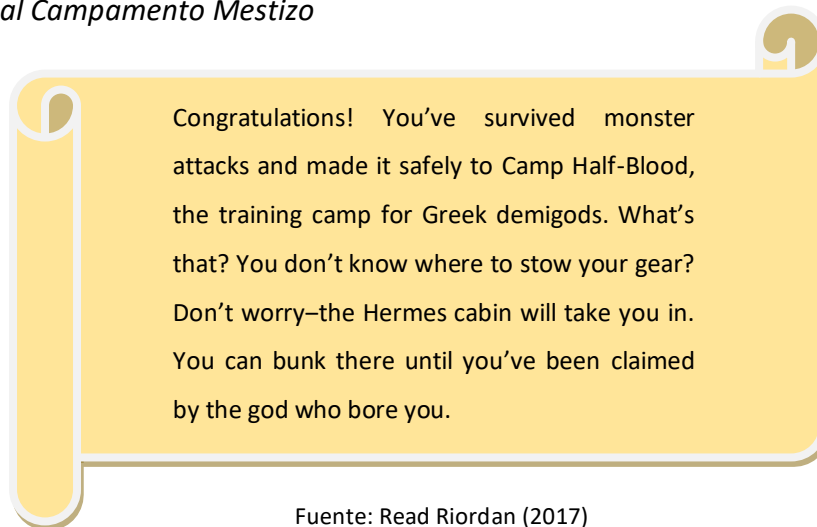 al Campamento Mestizo
Congratulations! You’ve survived monster
attacks and made it safely to Camp Half-Blood,
the training camp for Greek demigods. What’s
that? You don’t know where to stow your gear?
Don’t worry–the Hermes cabin will take you in.
You can bunk there until you’ve been claimed
by the god who bore you.
Fuente: Read Riordan (2017)